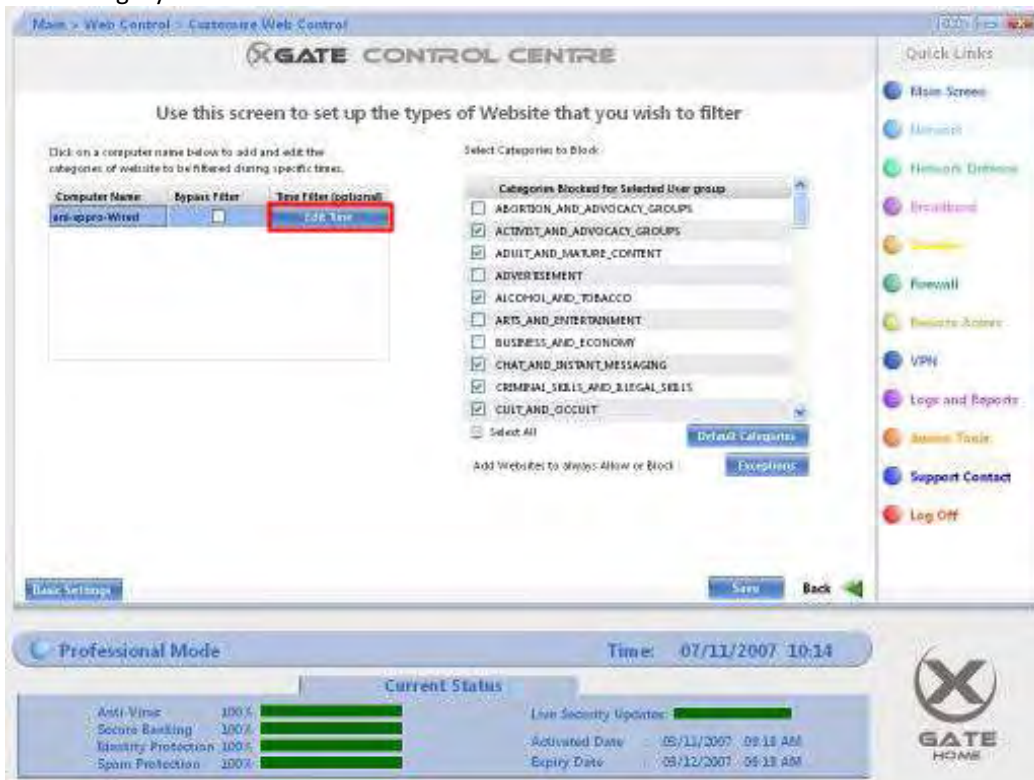 Main > Web Control > Customise Web Control
XGATE CONTROL CENTRE
Use this screen to set up the types of Website that you wish to filter
Click on a computer name below to add and edit the
categories of website to be filtered during specific times.
Computer Name Bypass Filter Time Filter (optional)
Edit Time
Select Categories to Block
Categories Blocked for Selected User group
ABORTION_AND_ADVOCACY_GROUPS
ACTIVIST_AND_ADVOCACY_GROUPS
ADULT_AND_MATURE_CONTENT
ADVERTISEMENT
ALCOHOL_AND_TOBACCO
ARTS_AND_ENTERTAINMENT
BUSINESS_AND_ECONOMY
CHAT_AND_INSTANT_MESSAGING
CRIMINAL_SKILLS_AND_ILLEGAL_SKILLS
CULT_AND_OCCULT
Select All
Default Categories
Add Websites to always Allow or Block
Exceptions
Basic Settings
Save
Back
Quick Links
Main Screen
Network
Network Devices
Broadband
Firewall
Remote Access
VPN
Logs and Reports
Support Contact
Log Off
Professional Mode
Time: 07/11/2007 10:14
Current Status
Anti-Virus 100%
Secure Banking 100%
Identity Protection 100%
Spam Protection 100%
Live Security Updates
Activated Date
Expiry Date
X
GATE
HOME